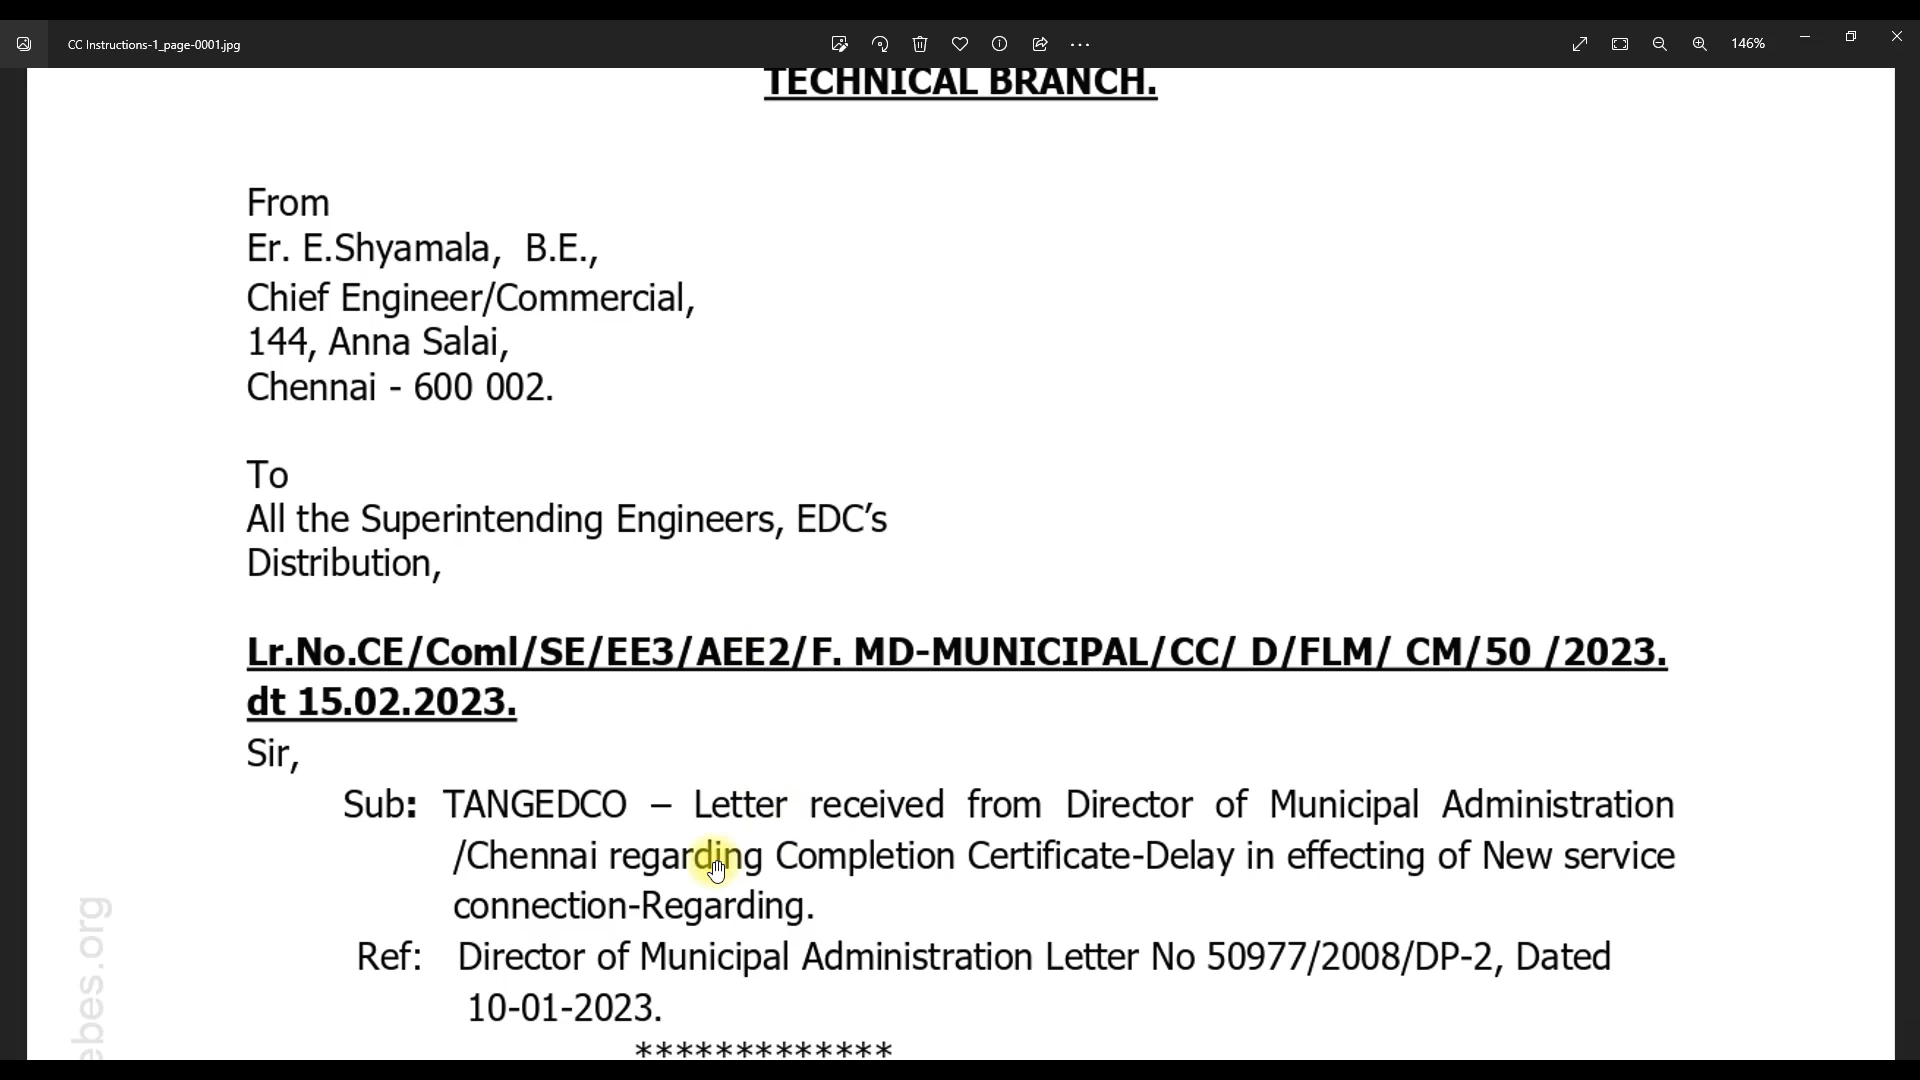 CC Instructions-1_page-0001.jpg
146%
TECHNICAL BRANCH.
From
Er. E.Shyamala, B.E.,
Chief Engineer/Commercial,
144, Anna Salai,
Chennai - 600 002.
To
All the Superintending Engineers, EDC’s
Distribution,
Lr.No.CE/Coml/SE/EE3/AEE2/F. MD-MUNICIPAL/CC/ D/FLM/ CM/50 /2023.
dt 15.02.2023.
Sir,
Sub: TANGEDCO – Letter received from Director of Municipal Administration
/Chennai regarding Completion Certificate-Delay in effecting of New service
connection-Regarding.
Ref: Director of Municipal Administration Letter No 50977/2008/DP-2, Dated
10-01-2023.
*************
ebes.org